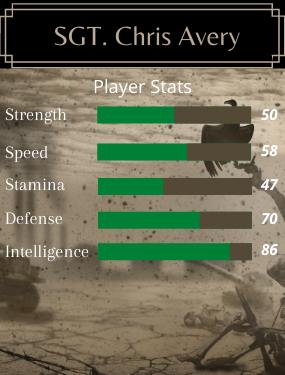 SGT. Chris Avery
Player Stats
Strength 50
Speed 58
Stamina 47
Defense 70
Intelligence 86